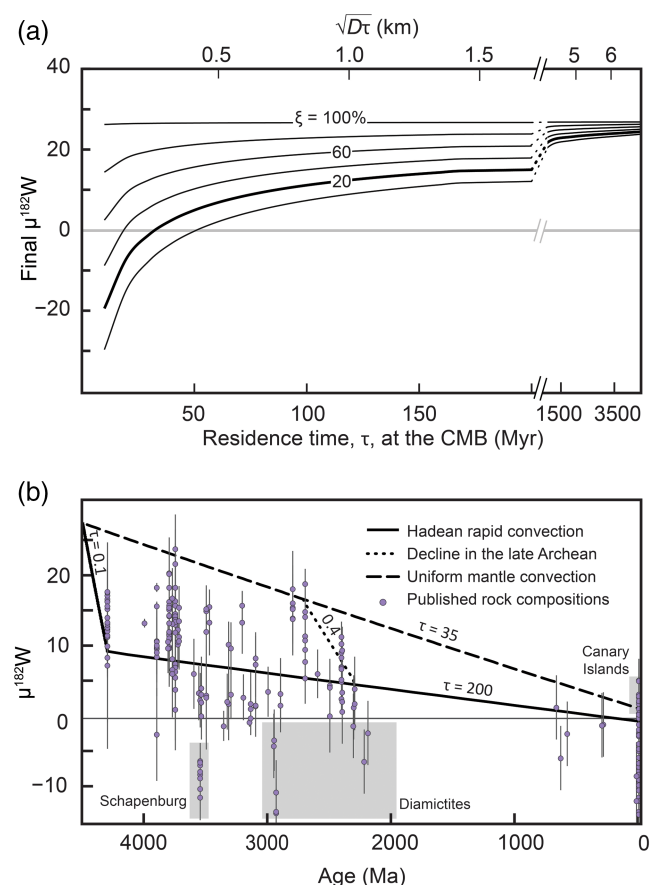 (a)
√Dτ (km)
0.5 1.0 1.5 5 6
40
20
0
−20
Final μ¹⁸²W
ξ = 100%
60
20
50 100 150 1500 3500
Residence time, τ, at the CMB (Myr)
(b)
τ = 0.1
Hadean rapid convection
Decline in the late Archean
Uniform mantle convection
Published rock compositions
20
10
0
−10
μ¹⁸²W
0.4
τ = 35
τ = 200
Canary
Islands
Schapenburg
Diamictites
4000 3000 2000 1000 0
Age (Ma)